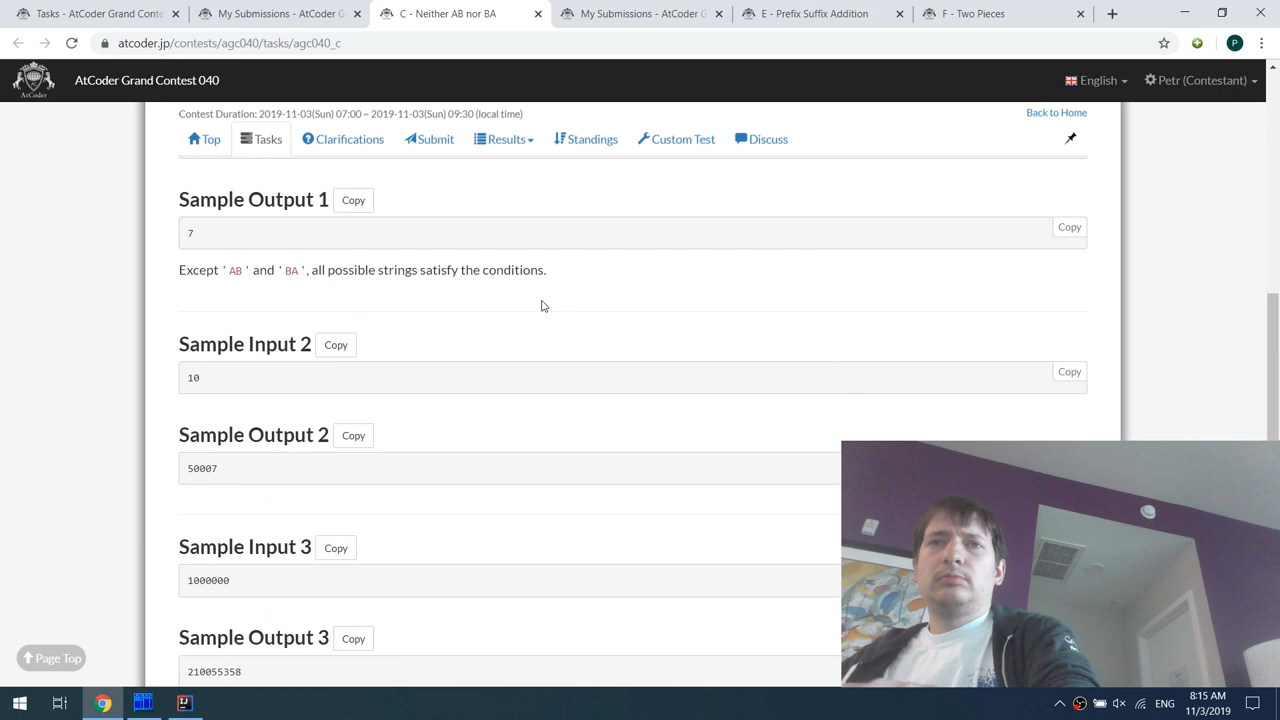 Tasks - AtCoder Grand Conte
My Submissions - AtCoder G
C - Neither AB nor BA
My Submissions - AtCoder G
E - Prefix Suffix Addition
F - Two Pieces
atcoder.jp/contests/agc040/tasks/agc040_c
P
AtCoder Grand Contest 040
English
Petr (Contestant)
Contest Duration: 2019-11-03(Sun) 07:00 ~ 2019-11-03(Sun) 09:30 (local time)
Back to Home
Top
Tasks
Clarifications
Submit
Results
Standings
Custom Test
Discuss
Sample Output 1
Copy
7
Copy
Except 'AB' and 'BA', all possible strings satisfy the conditions.
Sample Input 2
Copy
10
Copy
Sample Output 2
Copy
50007
Sample Input 3
Copy
1000000
Sample Output 3
Copy
210055358
Page Top
ENG
8:15 AM
11/3/2019